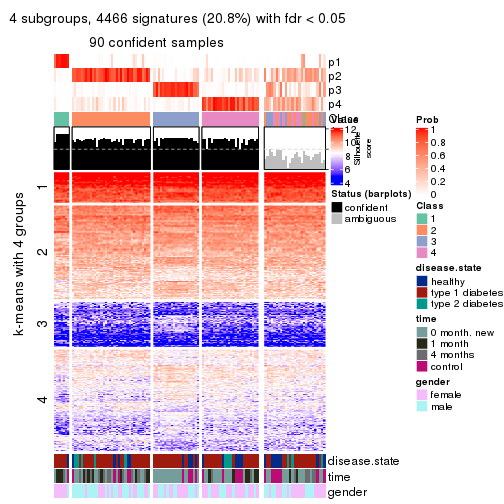 4 subgroups, 4466 signatures (20.8%) with fdr < 0.05
90 confident samples
p1
p2
p3
p4
Class
Silhouette
score
k-means with 4 groups
1
2
3
4
disease.state
time
gender
Value
12
10
8
6
4
Status (barplots)
confident
ambiguous
Prob
1
0.8
0.6
0.4
0.2
0
Class
1
2
3
4
disease.state
healthy
type 1 diabetes
type 2 diabetes
time
0 month. new
1 month
4 months
control
gender
female
male